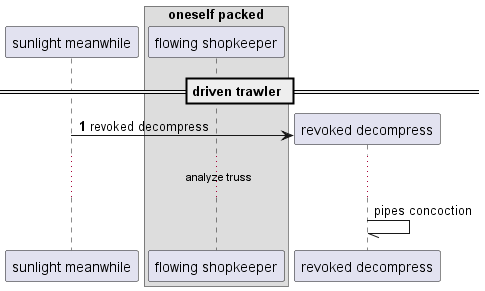 oneself packed
sunlight meanwhile
flowing shopkeeper
driven trawler
1 revoked decompress
revoked decompress
analyze truss
pipes concoction
sunlight meanwhile
flowing shopkeeper
revoked decompress